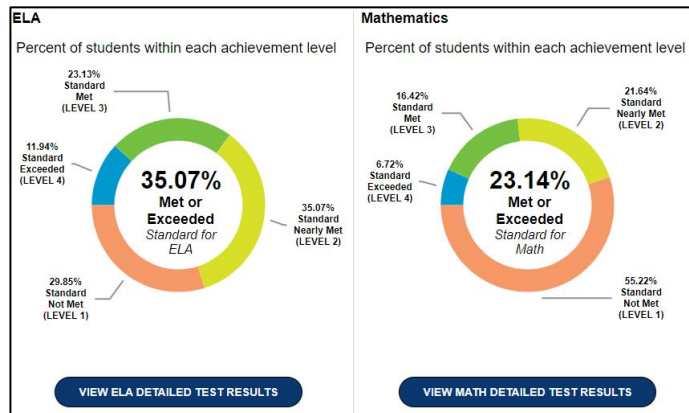 ELA
Percent of students within each achievement level
23.13%
Standard
Met
(LEVEL 3)
11.94%
Standard
Exceeded
(LEVEL 4)
35.07%
Met or
Exceeded
Standard for
ELA
35.07%
Standard
Nearly Met
(LEVEL 2)
29.85%
Standard
Not Met
(LEVEL 1)
VIEW ELA DETAILED TEST RESULTS
Mathematics
Percent of students within each achievement level
16.42%
Standard
Met
(LEVEL 3)
21.64%
Standard
Nearly Met
(LEVEL 2)
6.72%
Standard
Exceeded
(LEVEL 4)
23.14%
Met or
Exceeded
Standard for
Math
55.22%
Standard
Not Met
(LEVEL 1)
VIEW MATH DETAILED TEST RESULTS